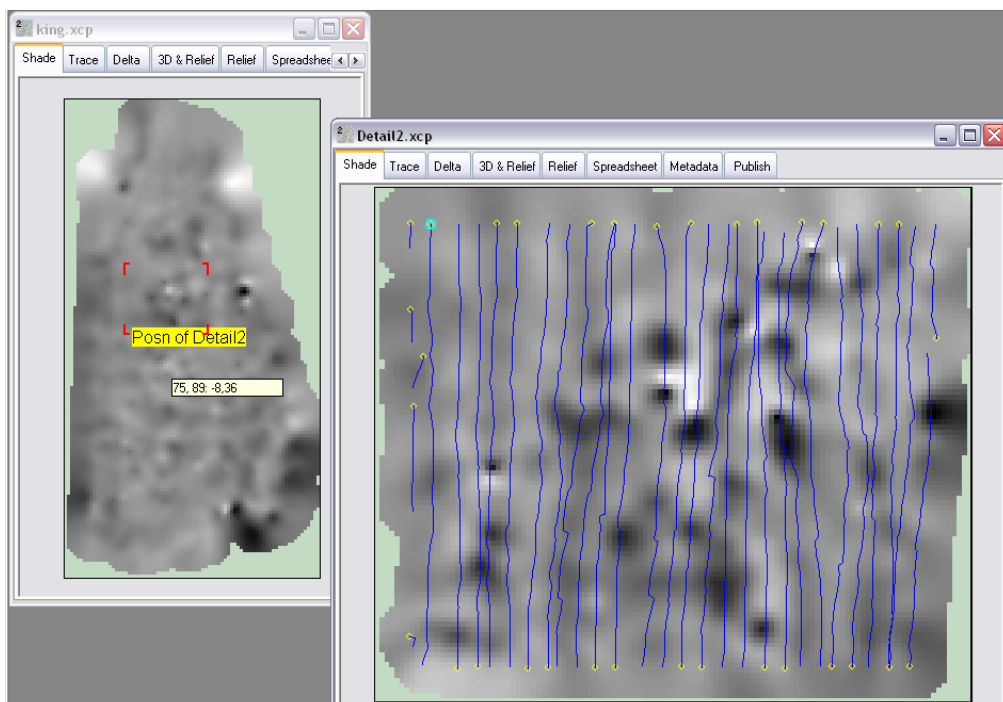 king.xcp
Shade Trace Delta 3D & Relief Relief Spreadshee
Posn of Detail2
75, 89: -8,36
Detail2.xcp
Shade Trace Delta 3D & Relief Relief Spreadsheet Metadata Publish